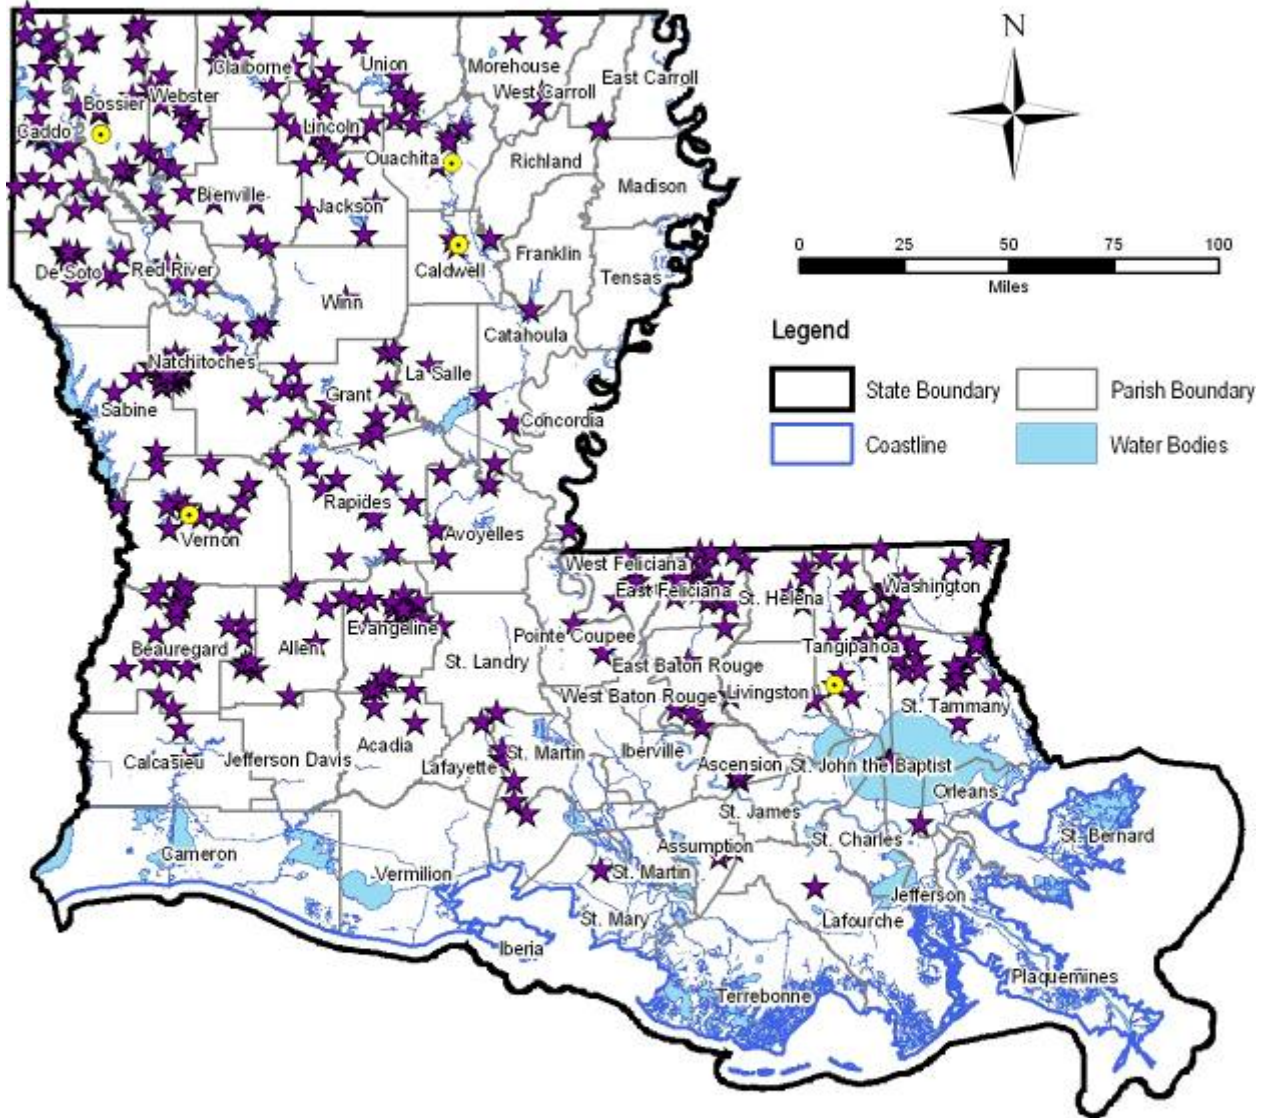 N
Claiborne
Union
Morehouse
East Carroll
West Carroll
Bossier
Webster
Caddo
Lincoln
Ouachita
Richland
Madison
Bienville
Jackson
De Soto
Red River
Caldwell
Franklin
Tensas
Winn
Catahoula
Natchitoches
La Salle
Grant
Sabine
Concordia
Rapides
Vernon
Avoyelles
0 25 50 75 100
Miles
Legend
State Boundary
Parish Boundary
Coastline
Water Bodies
West Feliciana
East Feliciana
St. Helena
Washington
Beauregard
Allen
Evangeline
Pointe Coupee
Tangipahoa
St. Landry
East Baton Rouge
West Baton Rouge
Livingston
St. Tammany
Calcasieu
Jefferson Davis
Acadia
Lafayette
St. Martin
Iberville
Ascension
St. John the Baptist
Orleans
St. James
St. Charles
St. Bernard
Cameron
Vermilion
Assumption
St. Martin
Jefferson
St. Mary
Lafourche
Iberia
Terrebonne
Plaquemines